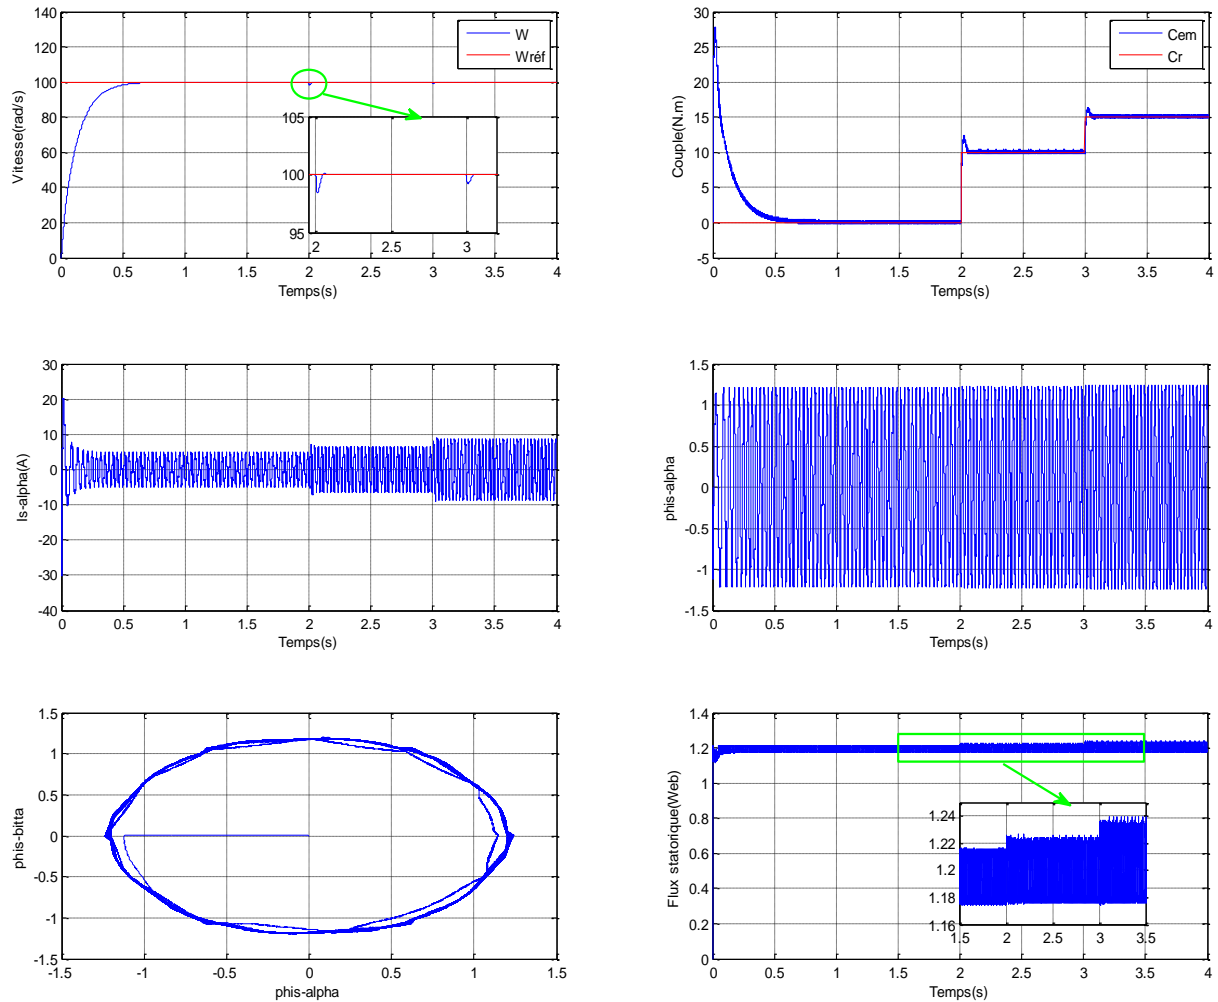 140
120
100
80
60
40
20
0
Vitesse(rad/s)
W
Wréf
105
100
95
2
2.5
3
0 0.5 1 1.5 2 2.5 3 3.5 4
Temps(s)
30
25
20
15
10
5
0
-5
Couple(N.m)
Cem
Cr
0 0.5 1 1.5 2 2.5 3 3.5 4
Temps(s)
30
20
10
0
-10
-20
-30
-40
Is-alpha(A)
0 0.5 1 1.5 2 2.5 3 3.5 4
Temps(s)
1.5
1
0.5
0
-0.5
-1
-1.5
phis-alpha
0 0.5 1 1.5 2 2.5 3 3.5 4
Temps(s)
1.5
1
0.5
0
-0.5
-1
-1.5
phis-bitta
-1.5 -1 -0.5 0 0.5 1 1.5
phis-alpha
1.4
1.2
1
0.8
0.6
0.4
0.2
0
Flux statorique(Web)
1.24
1.22
1.2
1.18
1.16
1.5 2 2.5 3 3.5
0 0.5 1 1.5 2 2.5 3 3.5 4
Temps(s)